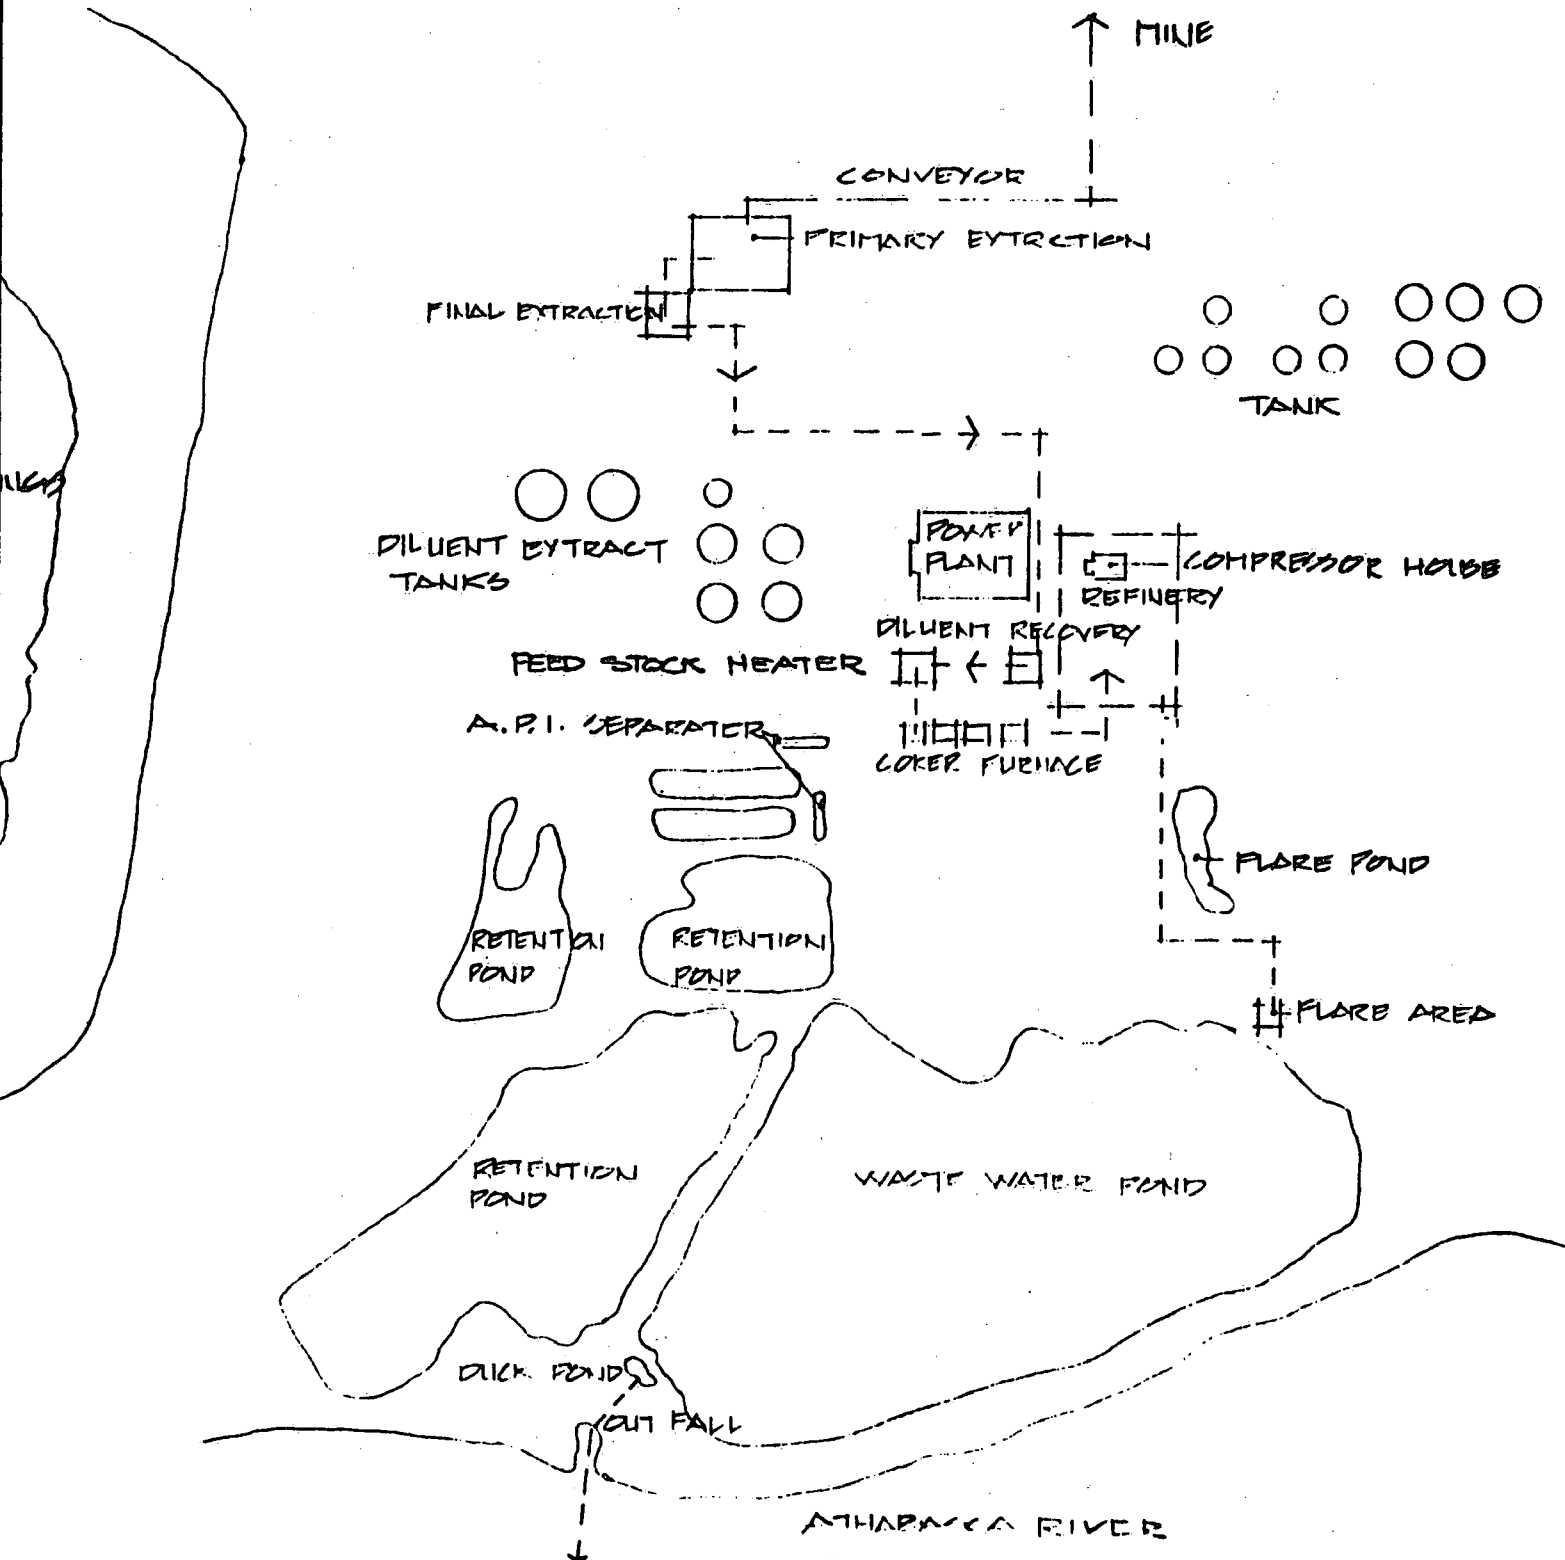 MINE
CONVEYOR
PRIMARY EXTRCTION
FINAL EXTRACTION
TANK
DILUENT EXTRACT
TANKS
POWER
PLANT
COMPRESSOR HOUSE
REFINERY
DILUENT RECOVERY
FEED STOCK HEATER
A.P.I. SEPARATER
COKER FURNACE
FLARE POND
RETENTION
POND
RETENTION
POND
FLARE AREA
RETENTION
POND
WASTE WATER POND
DUCK POND
OUT FALL
ATHABASCA RIVER